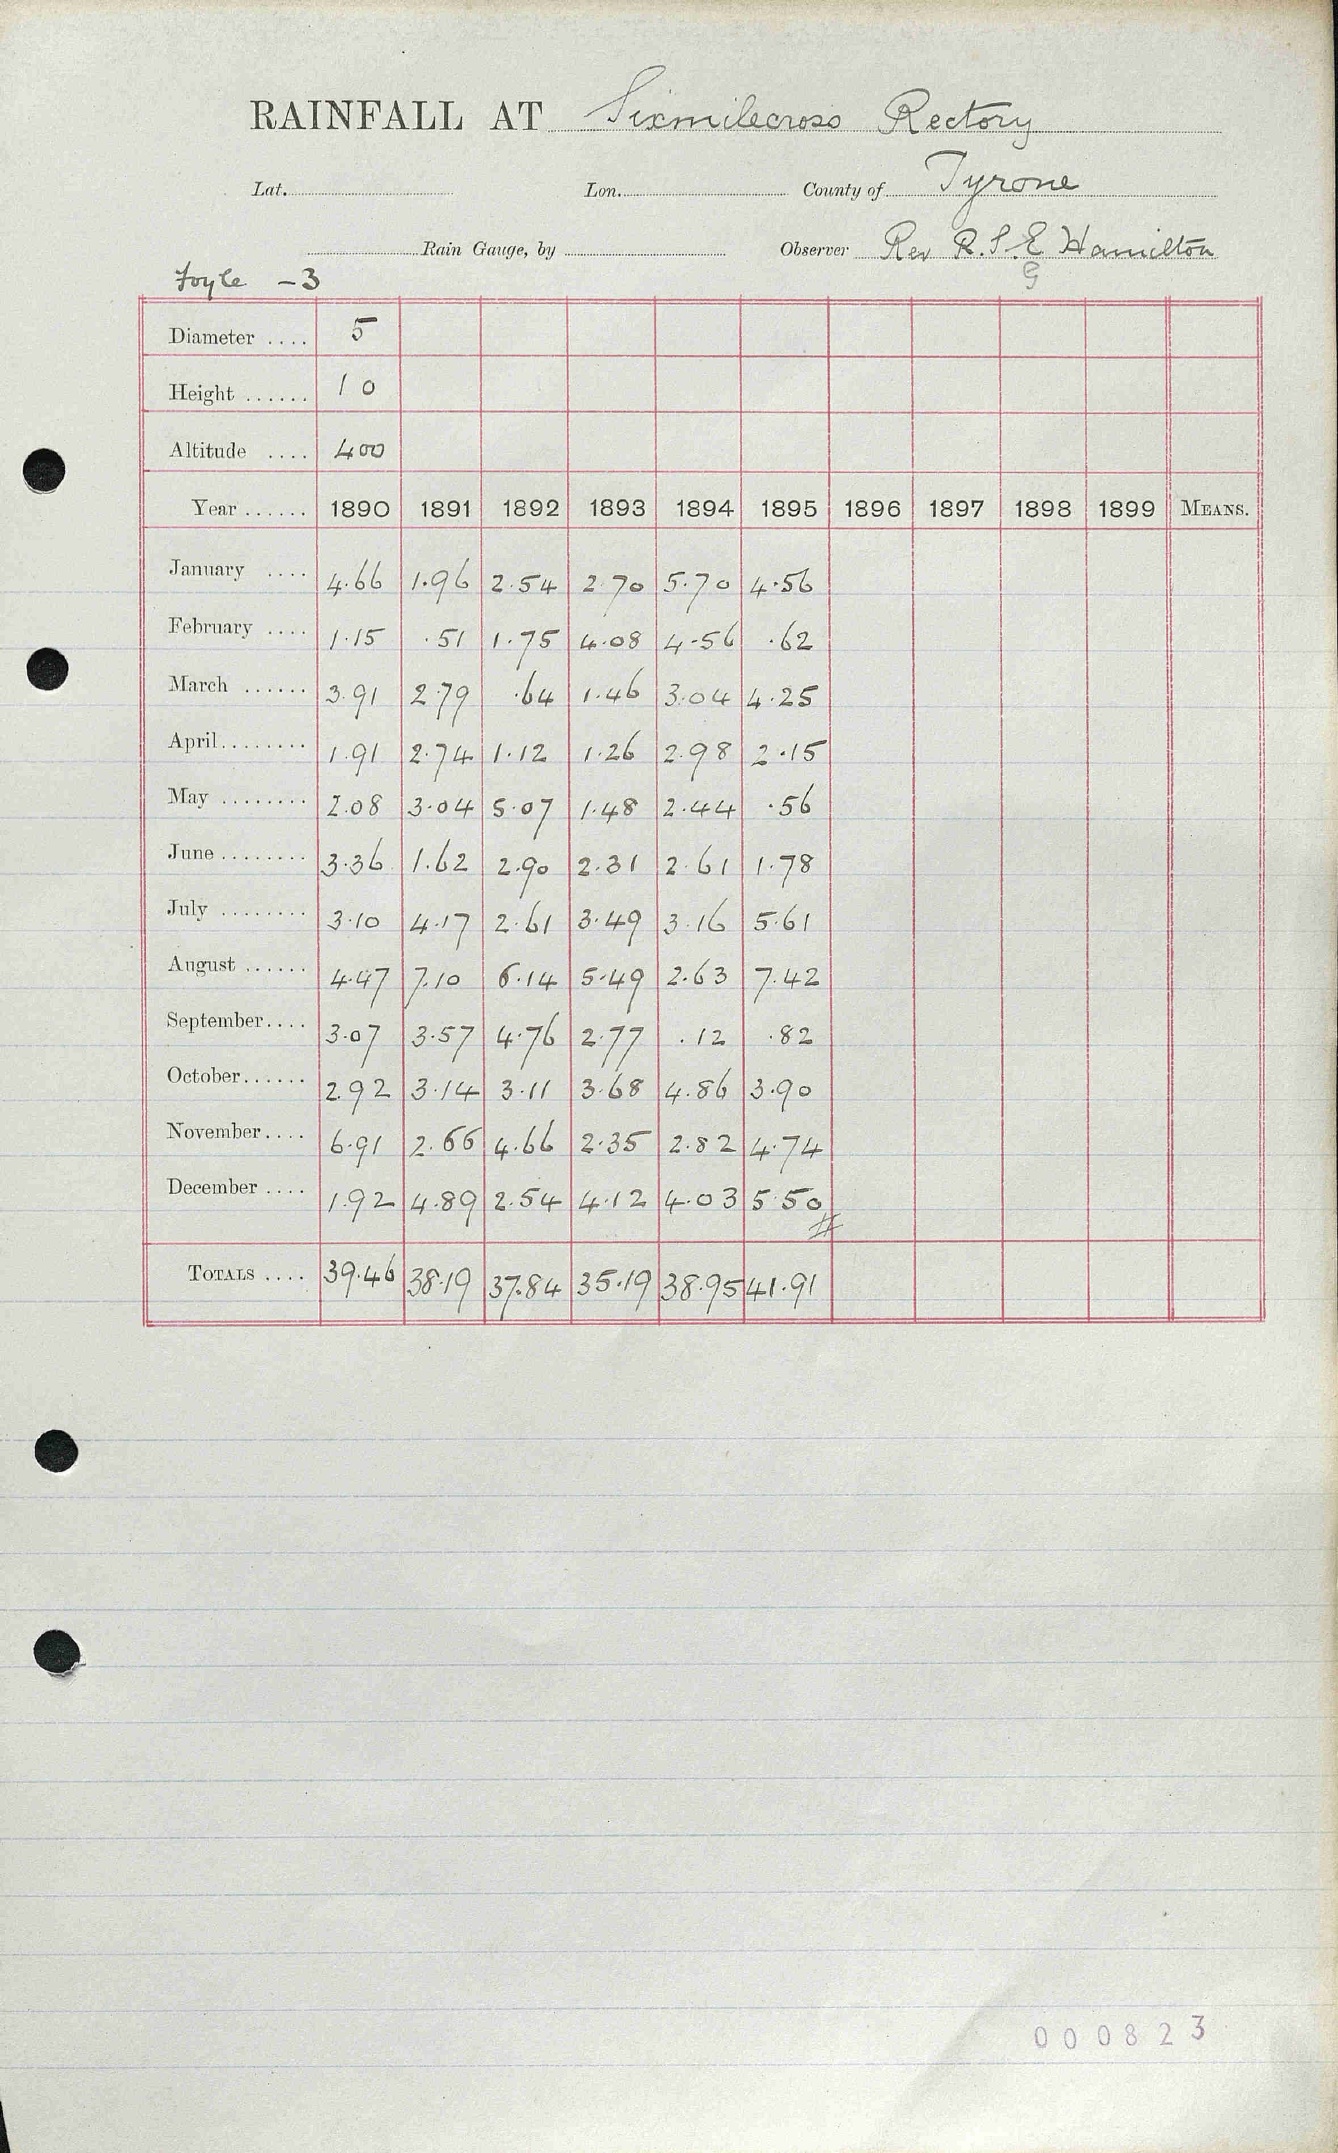 RAINFALL AT Sixmilecross Rectory
Lat. Lon. County of Tyrone
Rain Gauge, by Observer Rev R. S. E Hamilton
G
Foyle -3
Diameter .... 5
Height ...... 10
Altitude .... 400
Year ...... 1890 1891 1892 1893 1894 1895 1896 1897 1898 1899 MEANS.
January .... 4.66 1.96 2.54 2.70 5.70 4.56
February .... 1.15 .51 1.75 4.08 4.56 .62
March ...... 3.91 2.79 .64 1.46 3.04 4.25
April........ 1.91 2.74 1.12 1.26 2.98 2.15
May ........ 2.08 3.04 5.07 1.48 2.44 .56
June ........ 3.36 1.62 2.90 2.31 2.61 1.78
July ........ 3.10 4.17 2.61 3.49 3.16 5.61
August ...... 4.47 7.10 6.14 5.49 2.63 7.42
September.... 3.07 3.57 4.76 2.77 .12 .82
October...... 2.92 3.14 3.11 3.68 4.86 3.90
November.... 6.91 2.66 4.66 2.35 2.82 4.74
December .... 1.92 4.89 2.54 4.12 4.03 5.50
#
TOTALS .... 39.46 38.19 37.84 35.19 38.95 41.91
000823